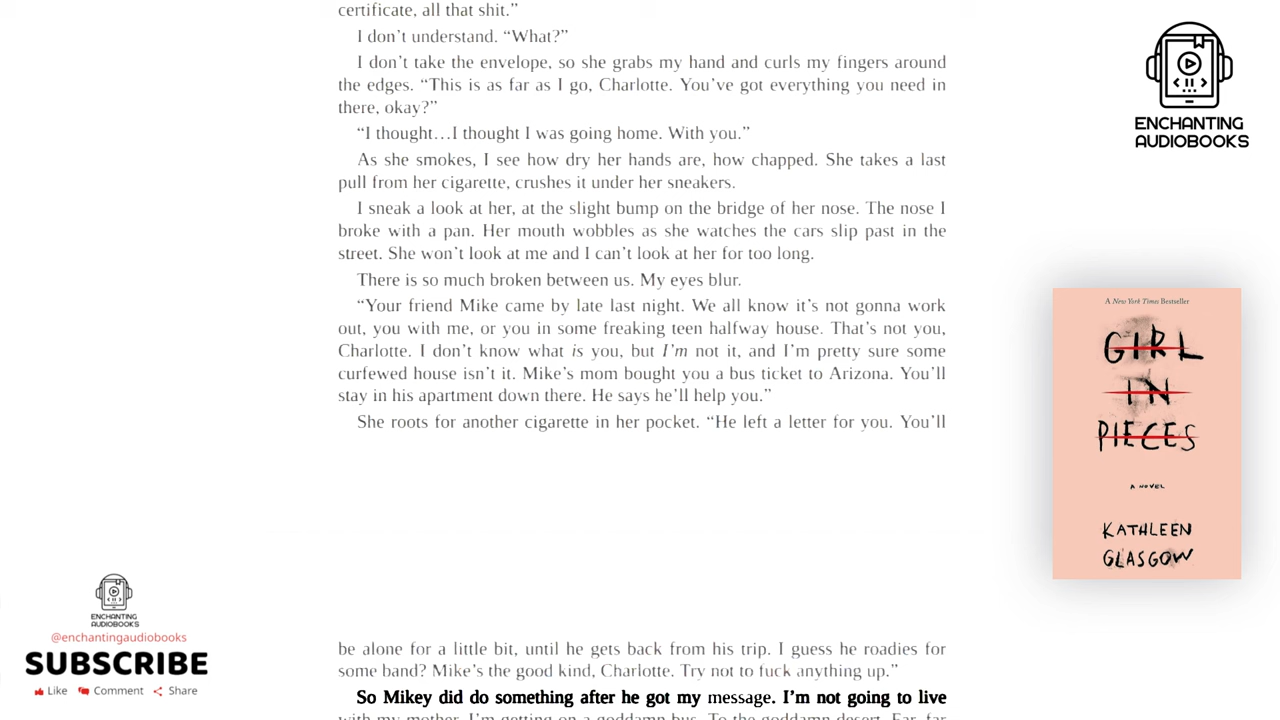 certificate, all that shit.”
I don’t understand. “What?”
I don’t take the envelope, so she grabs my hand and curls my fingers around
the edges. “This is as far as I go, Charlotte. You’ve got everything you need in
there, okay?”
“I thought…I thought I was going home. With you.”
As she smokes, I see how dry her hands are, how chapped. She takes a last
pull from her cigarette, crushes it under her sneakers.
I sneak a look at her, at the slight bump on the bridge of her nose. The nose I
broke with a pan. Her mouth wobbles as she watches the cars slip past in the
street. She won’t look at me and I can’t look at her for too long.
There is so much broken between us. My eyes blur.
“Your friend Mike came by late last night. We all know it’s not gonna work
out, you with me, or you in some freaking teen halfway house. That’s not you,
Charlotte. I don’t know what is you, but I’m not it, and I’m pretty sure some
curfewed house isn’t it. Mike’s mom bought you a bus ticket to Arizona. You’ll
stay in his apartment down there. He says he’ll help you.”
She roots for another cigarette in her pocket. “He left a letter for you. You’ll
be alone for a little bit, until he gets back from his trip. I guess he roadies for
some band? Mike’s the good kind, Charlotte. Try not to fuck anything up.”
So Mikey did do something after he got my message. I’m not going to live
with my mother. I’m getting on a goddamn bus. To the goddamn desert. Far, far
ENCHANTING
AUDIOBOOKS
A New York Times Bestseller
GIRL
IN
PIECES
A NOVEL
KATHLEEN
GLASGOW
ENCHANTING
AUDIOBOOKS
@enchantingaudiobooks
SUBSCRIBE
Like Comment Share